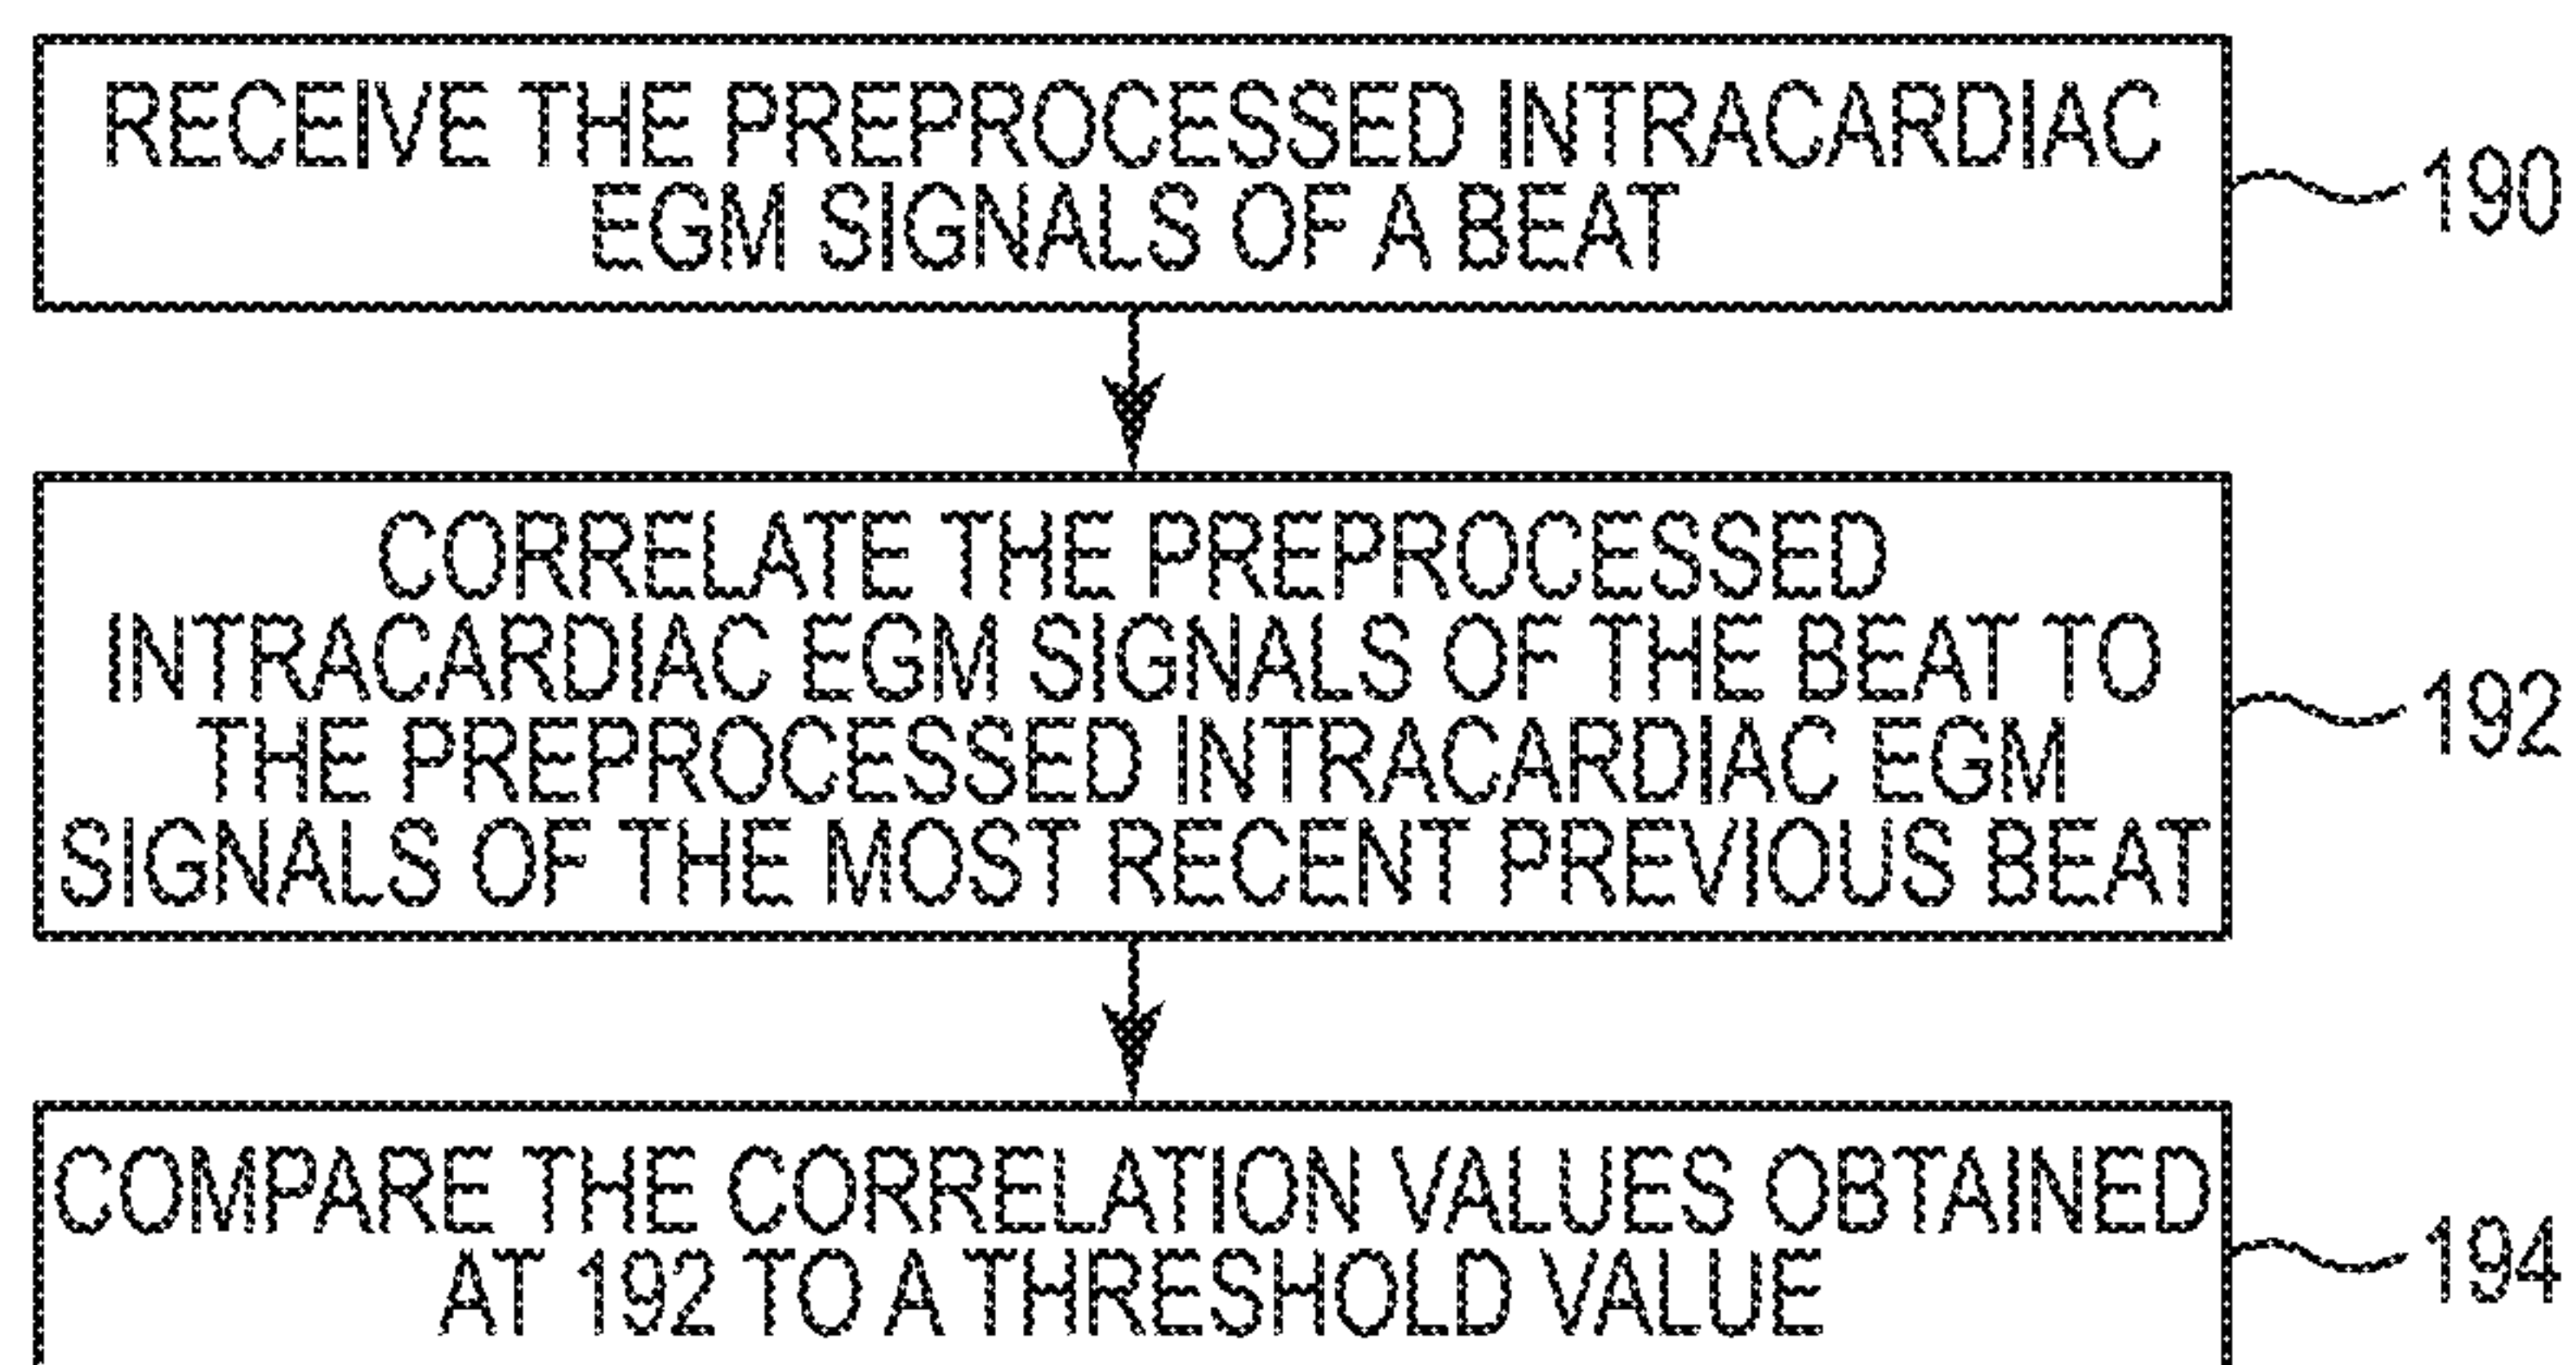 RECEIVE THE PREPROCESSED INTRACARDIAC
EGM SIGNALS OF A BEAT
190
CORRELATE THE PREPROCESSED
INTRACARDIAC EGM SIGNALS OF THE BEAT TO
THE PREPROCESSED INTRACARDIAC EGM
SIGNALS OF THE MOST RECENT PREVIOUS BEAT
192
COMPARE THE CORRELATION VALUES OBTAINED
AT 192 TO A THRESHOLD VALUE
194